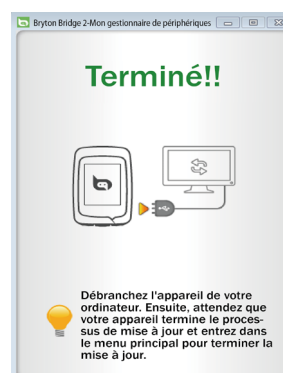 Bryton Bridge 2-Mon gestionnaire de périphériques
Terminé!!
Débranchez l'appareil de votre
ordinateur. Ensuite, attendez que
votre appareil termine le proces-
sus de mise à jour et entrez dans
le menu principal pour terminer la
mise à jour.